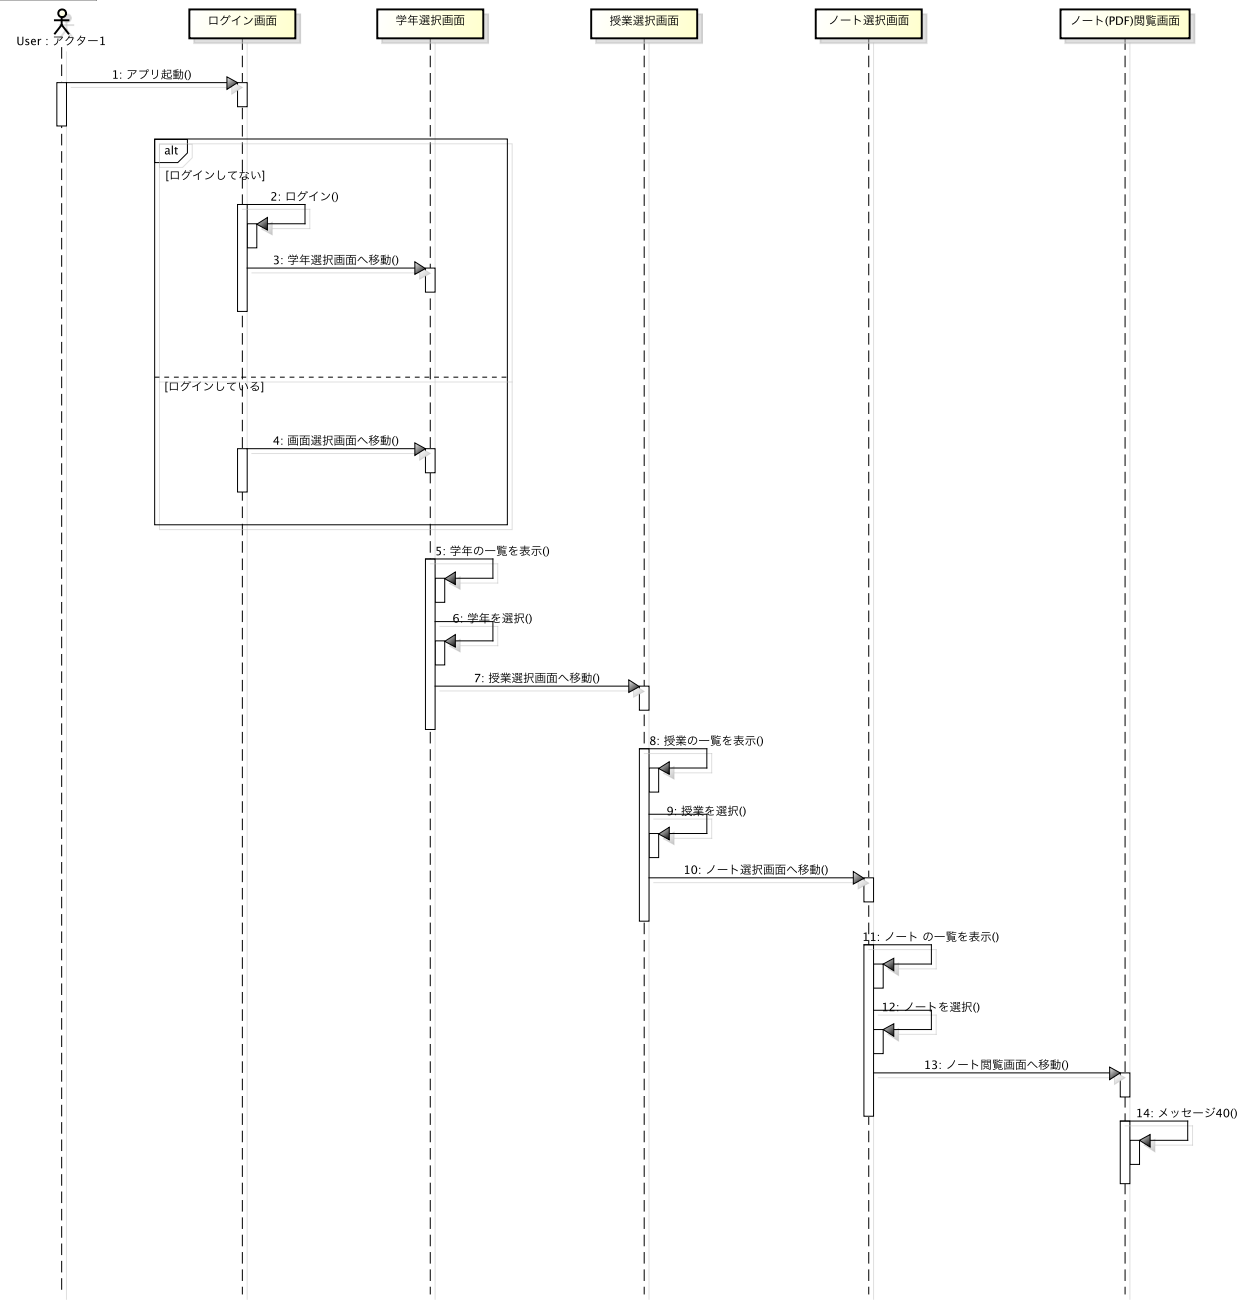 User : アクター1
ログイン画面
学年選択画面
授業選択画面
ノート選択画面
ノート(PDF)閲覧画面
1: アプリ起動()
alt
[ログインしてない]
2: ログイン()
3: 学年選択画面へ移動()
[ログインしている]
4: 画面選択画面へ移動()
5: 学年の一覧を表示()
6: 学年を選択()
7: 授業選択画面へ移動()
8: 授業の一覧を表示()
9: 授業を選択()
10: ノート選択画面へ移動()
11: ノート の一覧を表示()
12: ノートを選択()
13: ノート閲覧画面へ移動()
14: メッセージ40()